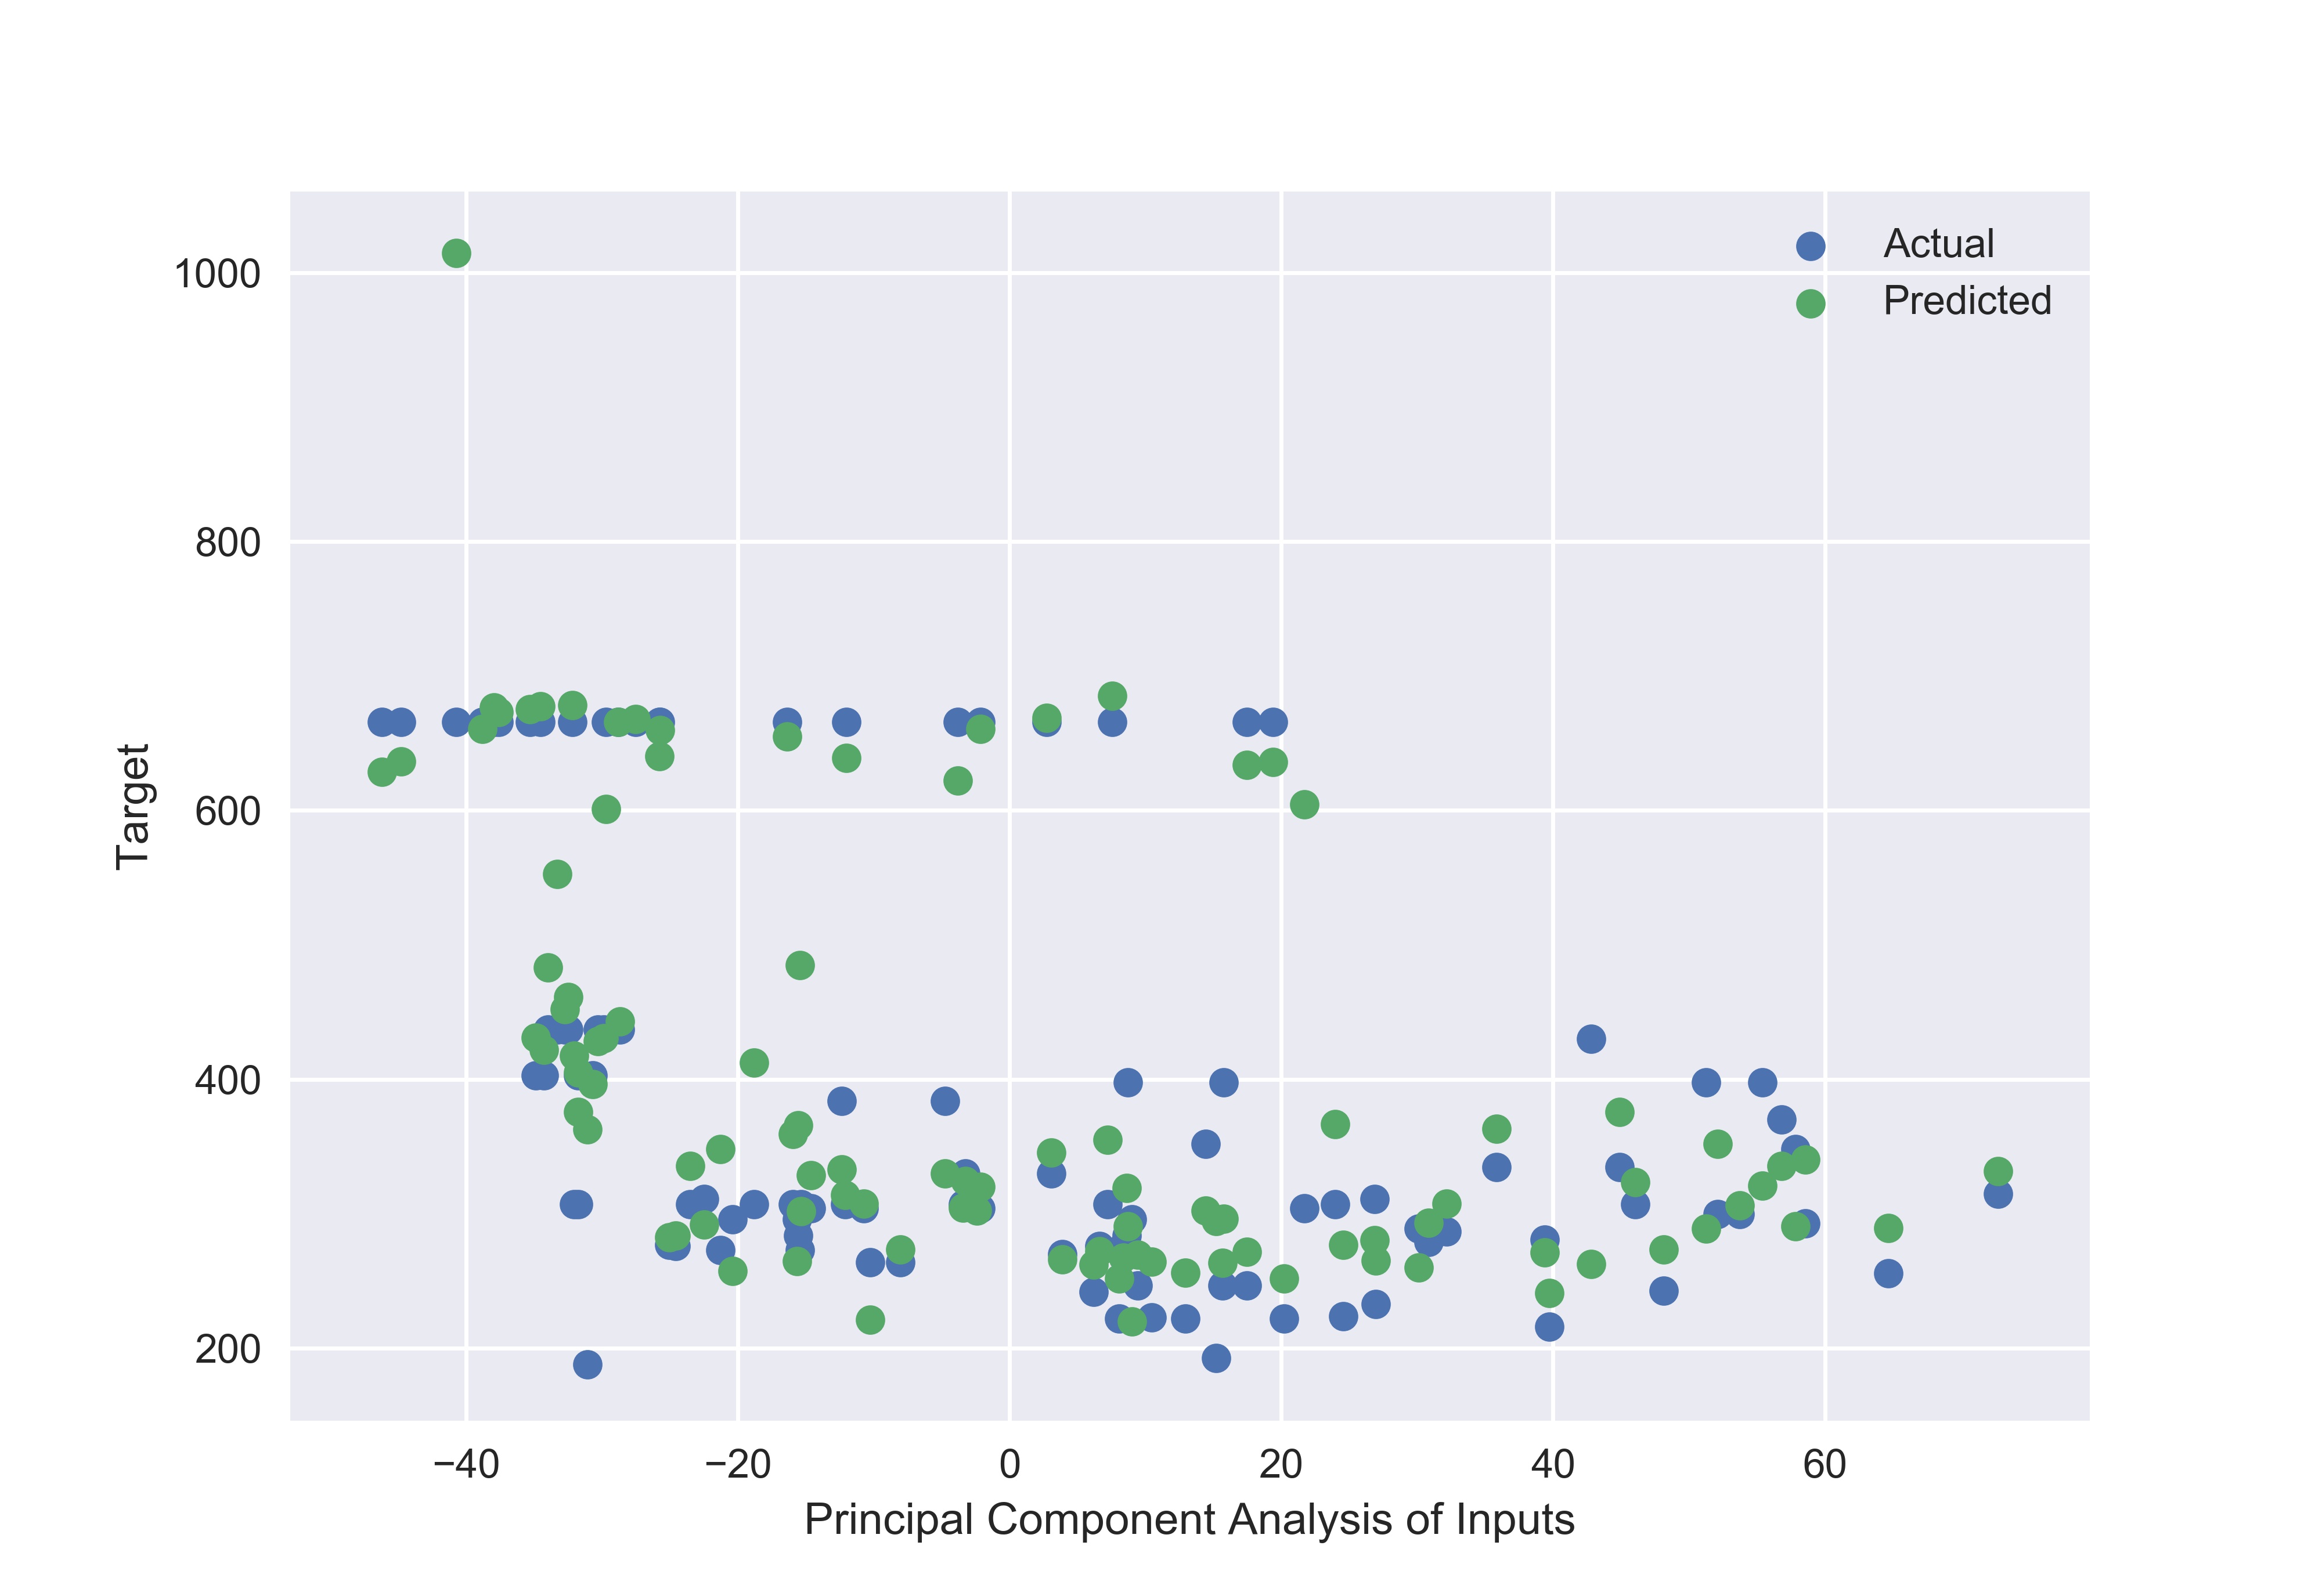 Actual
Predicted
1000
800
600
400
200
Target
−40
−20
0
20
40
60
Principal Component Analysis of Inputs